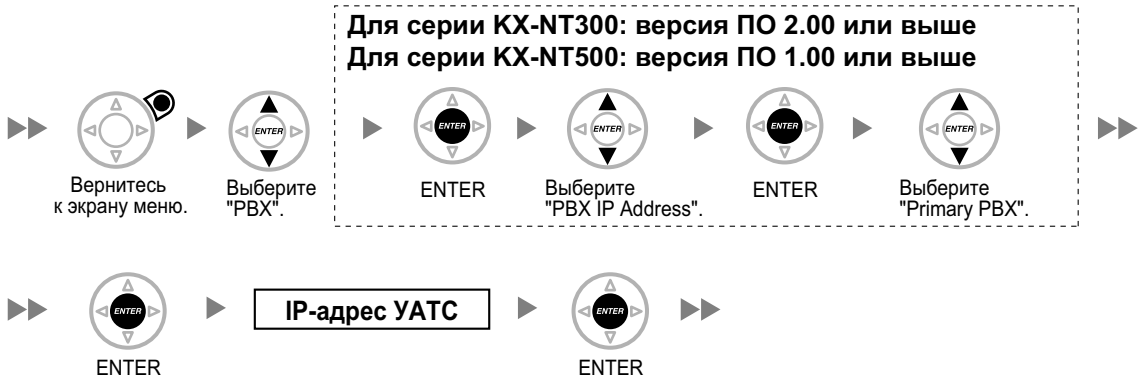 Для серии KX-NT300: версия ПО 2.00 или выше
Для серии KX-NT500: версия ПО 1.00 или выше
ENTER
ENTER
ENTER
ENTER
ENTER
Вернитесь
к экрану меню.
Выберите
"PBX".
ENTER
Выберите
"PBX IP Address".
ENTER
Выберите
"Primary PBX".
ENTER
IP-адрес УАТС
ENTER
ENTER
ENTER